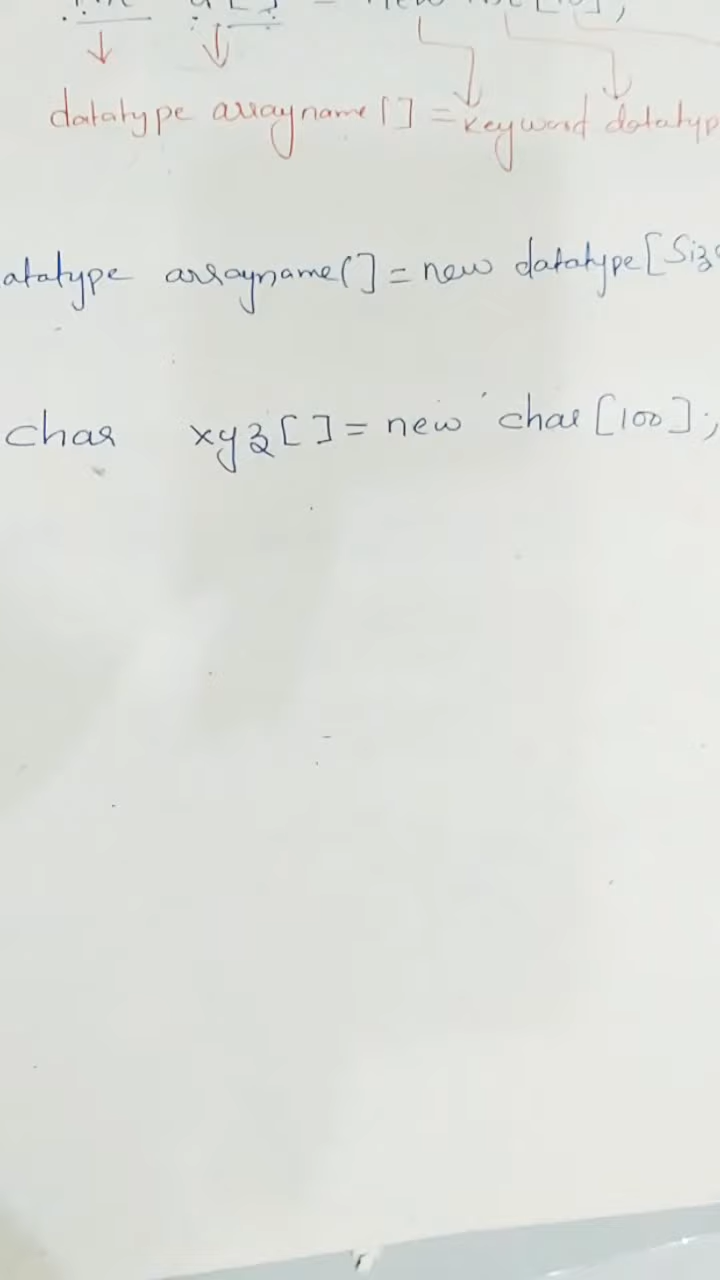 datatype arrayname[] = keyword datatyp
atatype arrayname[] = new datatype[Siz
char xyz[] = new char[100];